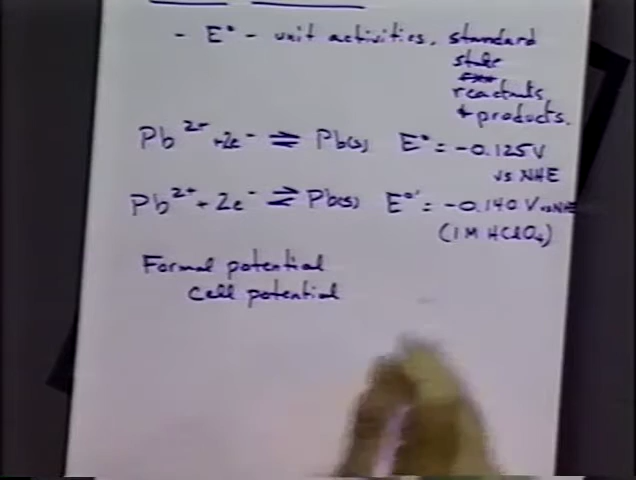 - E° - unit activities, standard
state
reactants
+ products.
Pb²⁺ + 2e⁻ ⇌ Pb(s) E° = -0.125 V
vs NHE
Pb²⁺ + 2e⁻ ⇌ Pb(s) E°' = -0.140 V vs NHE
(1 M HClO₄)
Formal potential
Cell potential